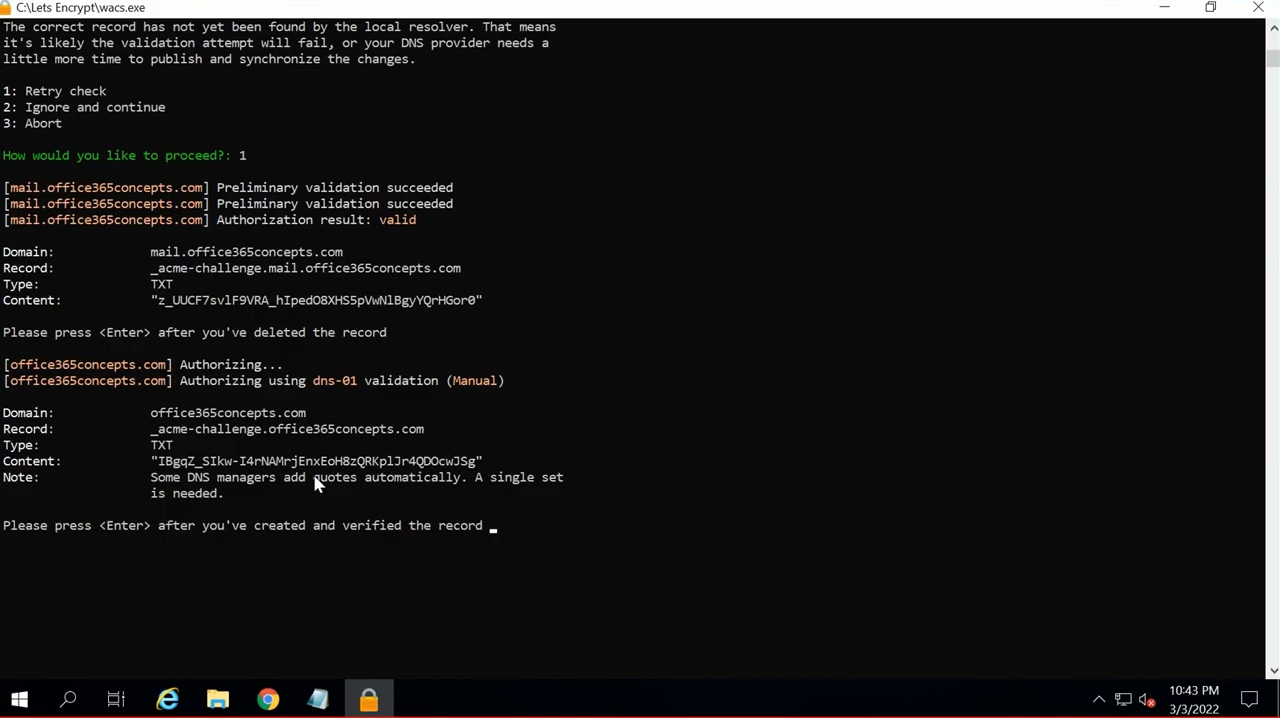 C:\Lets Encrypt\wacs.exe
The correct record has not yet been found by the local resolver. That means
it's likely the validation attempt will fail, or your DNS provider needs a
little more time to publish and synchronize the changes.
1: Retry check
2: Ignore and continue
3: Abort
How would you like to proceed?: 1
[mail.office365concepts.com] Preliminary validation succeeded
[mail.office365concepts.com] Preliminary validation succeeded
[mail.office365concepts.com] Authorization result: valid
Domain: mail.office365concepts.com
Record: _acme-challenge.mail.office365concepts.com
Type: TXT
Content: "z_UUCF7svlF9VRA_hIpedO8XHS5pVwNlBgyYQrHGor0"
Please press <Enter> after you've deleted the record
[office365concepts.com] Authorizing...
[office365concepts.com] Authorizing using dns-01 validation (Manual)
Domain: office365concepts.com
Record: _acme-challenge.office365concepts.com
Type: TXT
Content: "IBgqZ_SIkw-I4rNAMrjEnxEoH8zQRKplJr4QDOcwJSg"
Note: Some DNS managers add quotes automatically. A single set
is needed.
Please press <Enter> after you've created and verified the record
10:43 PM
3/3/2022